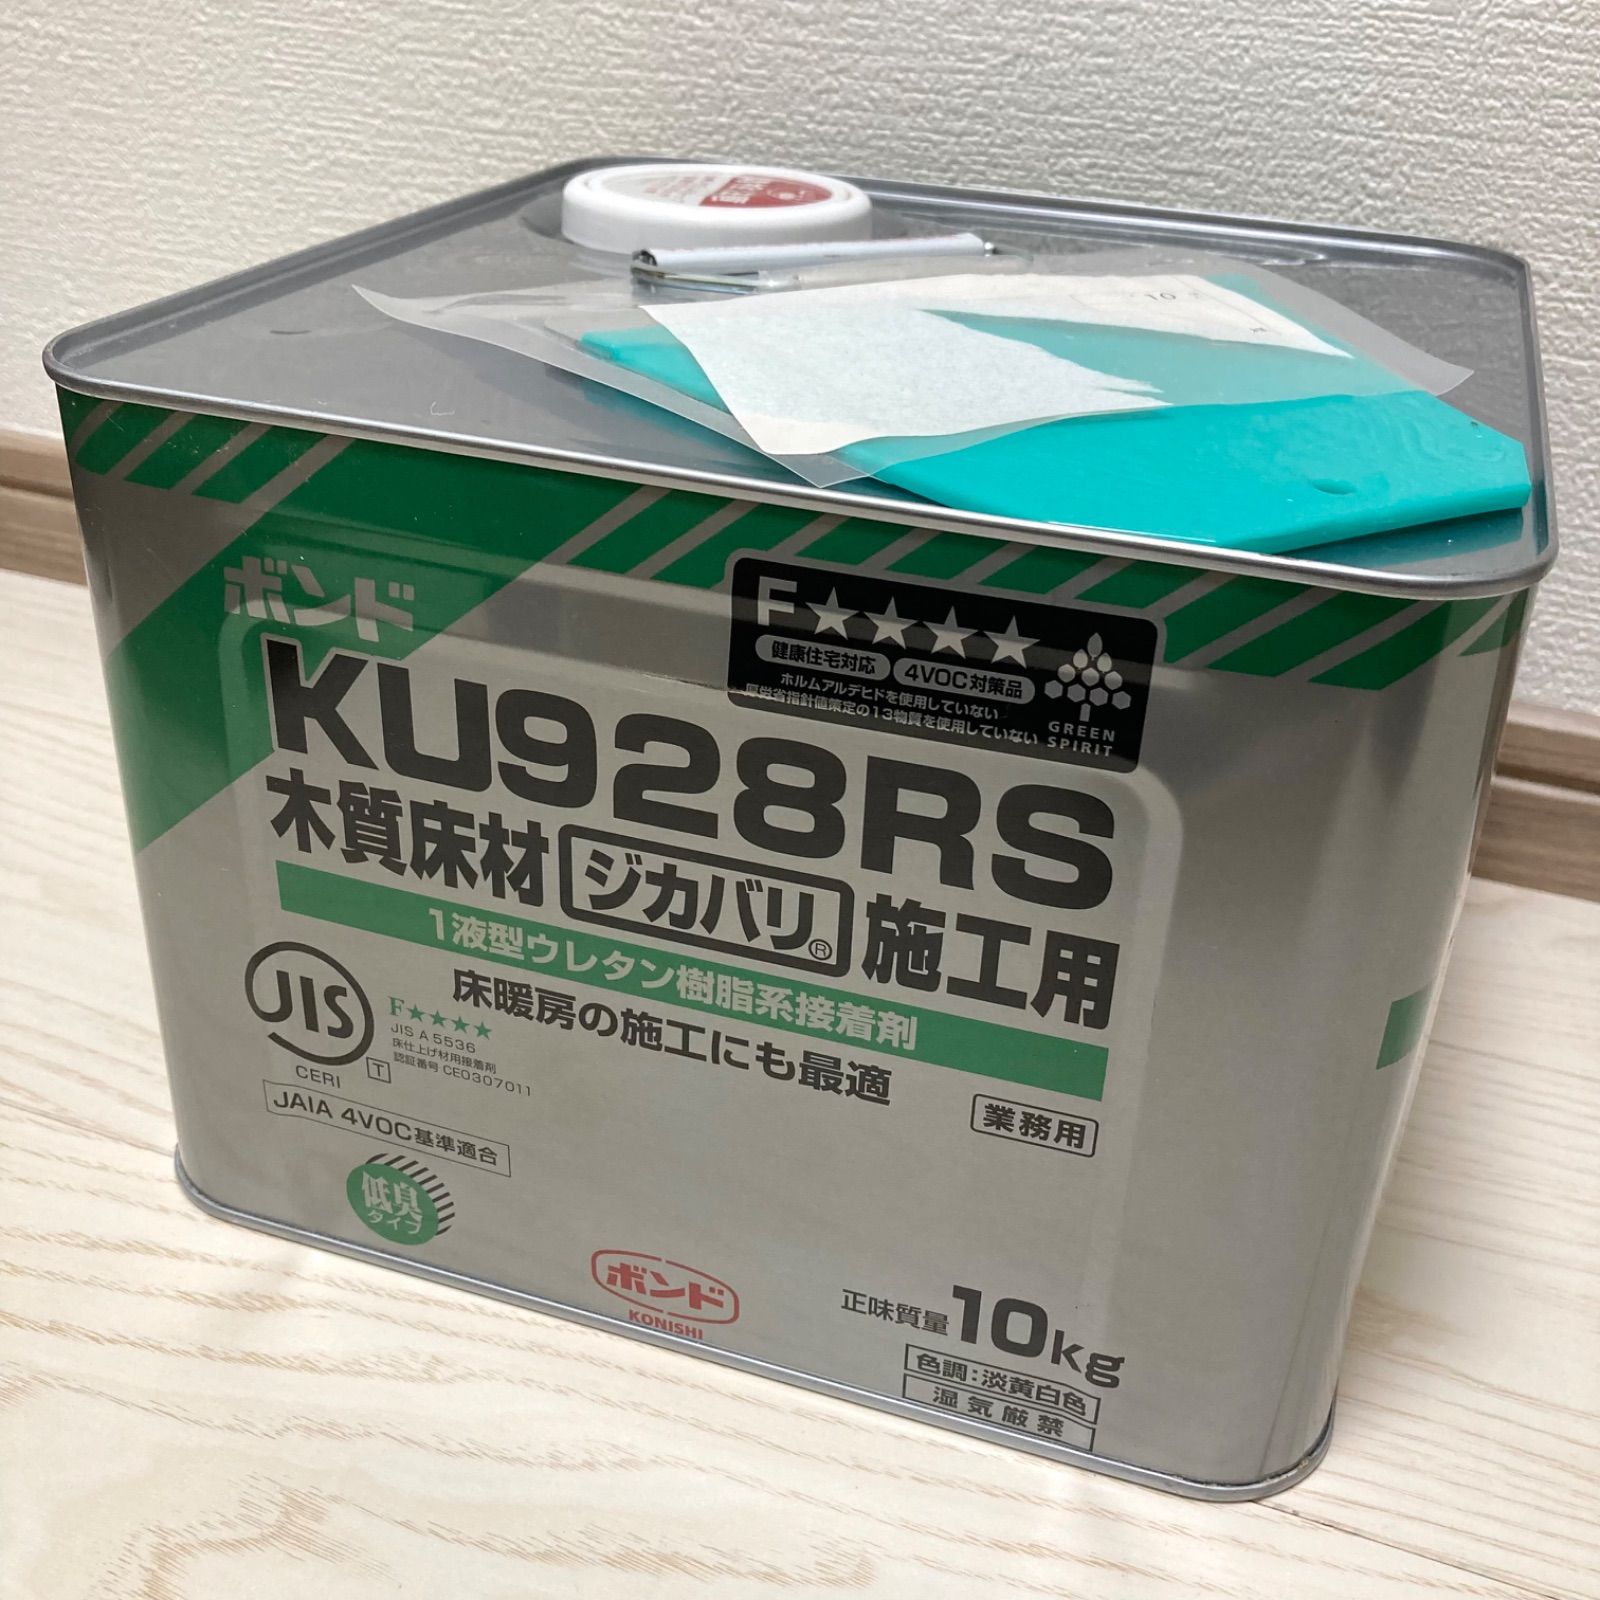 10
ボンド
F★★★★
健康住宅対応
4VOC対策品
ホルムアルデヒドを使用していない
厚労省指針値策定の13物質を使用していない
GREEN
SPIRIT
KU928RS
木質床材 ジカバリ® 施工用
1液型ウレタン樹脂系接着剤
床暖房の施工にも最適
JIS
CERI
T
F★★★★
JIS A 5536
床仕上げ材用接着剤
認証番号 CE0307011
業務用
JAIA 4VOC基準適合
低臭
タイプ
ボンド
KONISHI
正味質量10kg
色調:淡黄白色
湿気厳禁